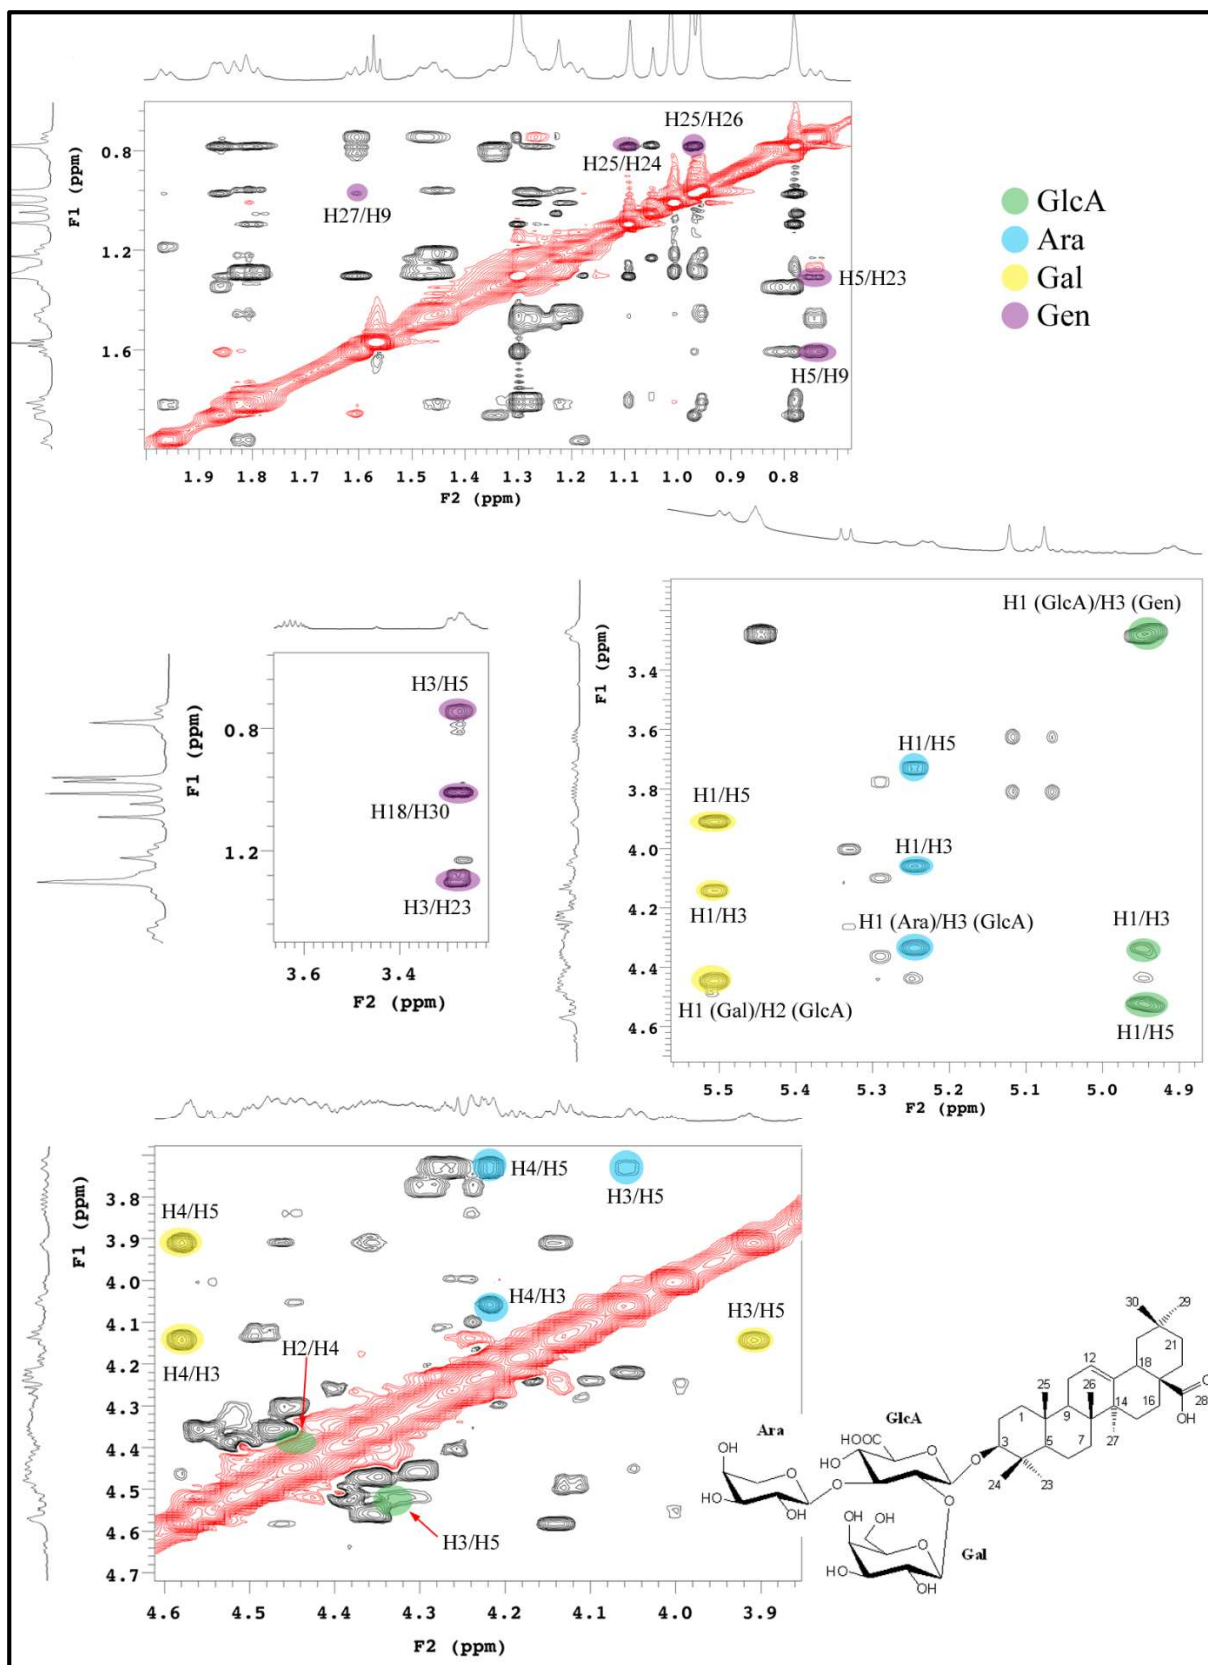 H25/H26
H25/H24
H27/H9
H5/H23
H5/H9
0.8
1.2
1.6
F1 (ppm)
1.9 1.8 1.7 1.6 1.5 1.4 1.3 1.2 1.1 1.0 0.9 0.8
F2 (ppm)
GlcA
Ara
Gal
Gen
H3/H5
H18/H30
H3/H23
0.8
1.2
F1 (ppm)
3.6 3.4
F2 (ppm)
H1 (GlcA)/H3 (Gen)
H1/H5
H1/H5
H1/H3
H1/H3
H1 (Ara)/H3 (GlcA)
H1/H3
H1 (Gal)/H2 (GlcA)
H1/H5
3.4
3.6
3.8
4.0
4.2
4.4
4.6
F1 (ppm)
5.5 5.4 5.3 5.2 5.1 5.0 4.9
F2 (ppm)
H4/H5
H3/H5
H4/H5
H4/H3
H3/H5
H4/H3
H2/H4
H3/H5
3.8
3.9
4.0
4.1
4.2
4.3
4.4
4.5
4.6
4.7
F1 (ppm)
4.6 4.5 4.4 4.3 4.2 4.1 4.0 3.9
F2 (ppm)
30 29
12 18 21
25 26 16 O
28
1 9 14 OH
GlcA 27
Ara 3 5 7
HOOC O O
OH HO O 24 23
O O O
HO HO OH O
HO OH
O Gal
HO OH